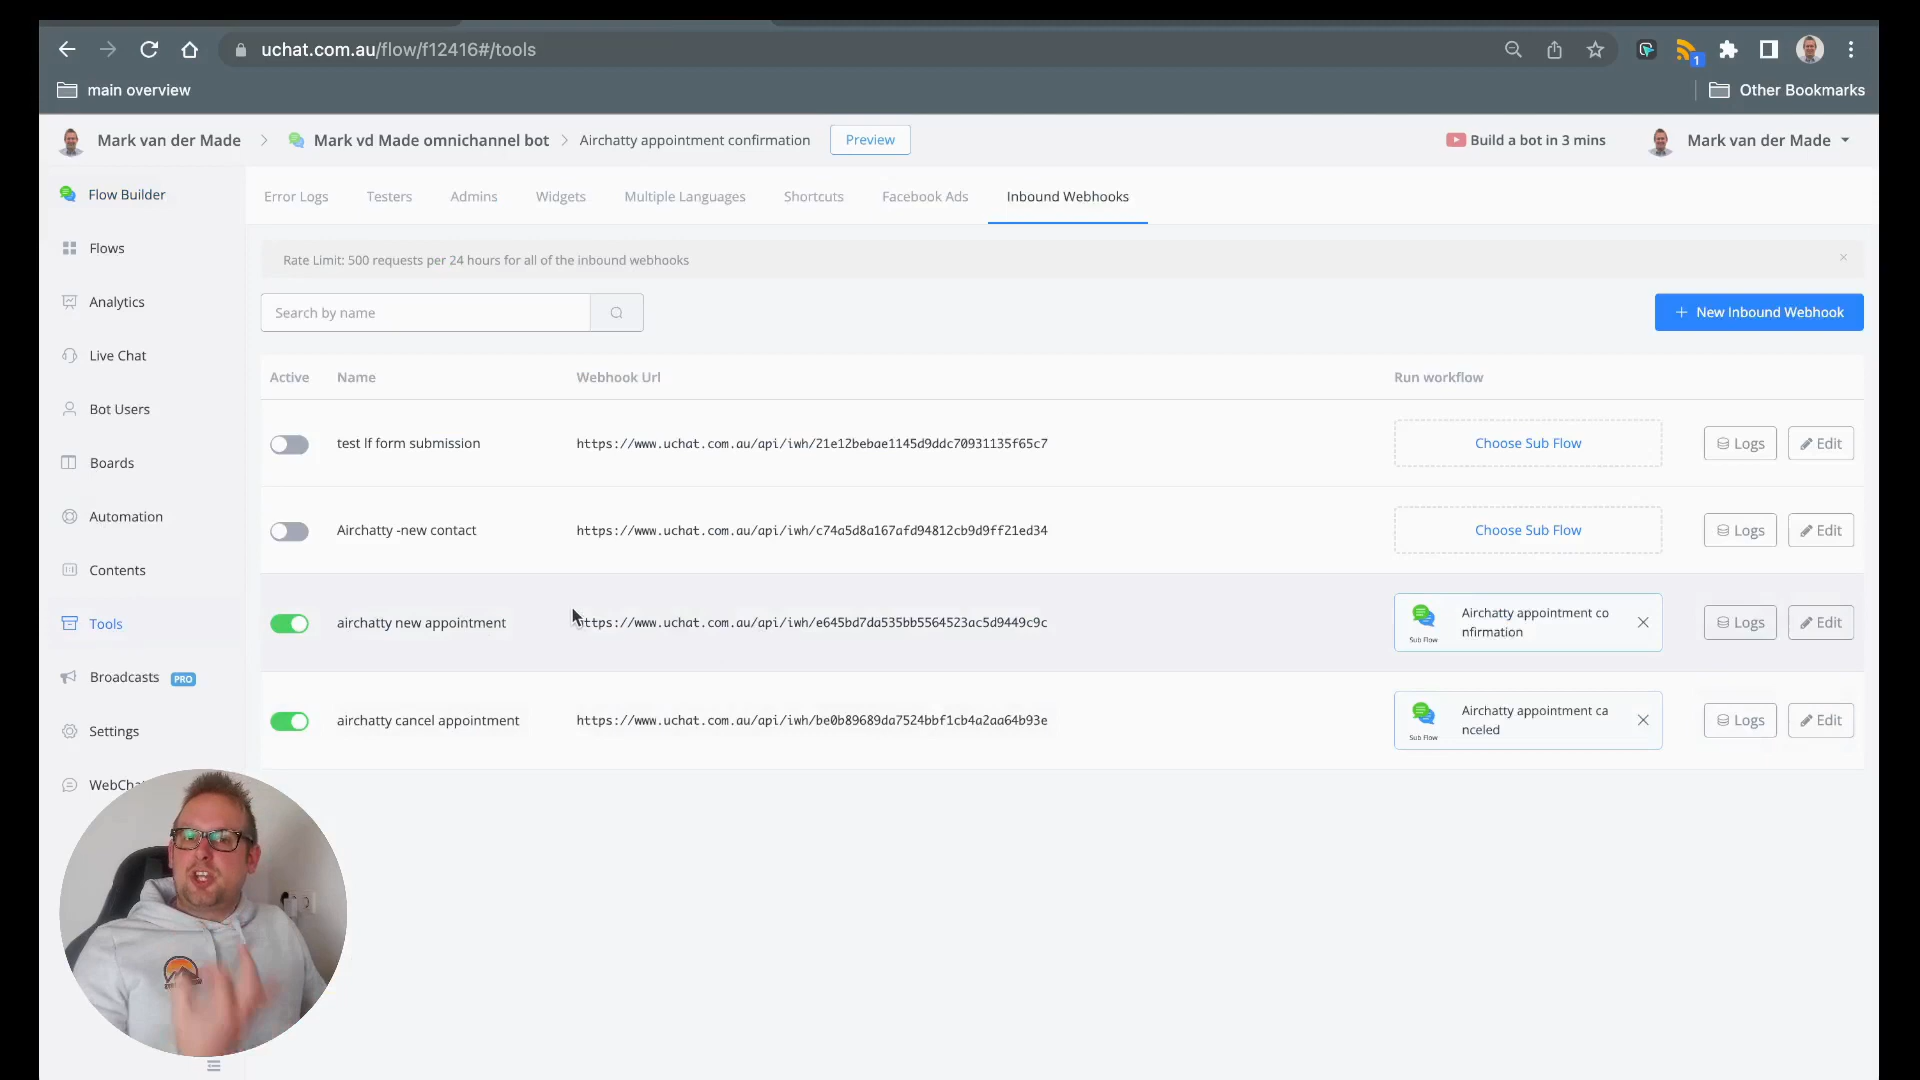 uchat.com.au/flow/f12416#/tools
1
main overview
Other Bookmarks
Mark van der Made
Mark vd Made omnichannel bot
Airchatty appointment confirmation
Preview
Build a bot in 3 mins
Mark van der Made
Flow Builder
Flows
Analytics
Live Chat
Bot Users
Boards
Automation
Contents
Tools
Broadcasts PRO
Settings
Error Logs
Testers
Admins
Widgets
Multiple Languages
Shortcuts
Facebook Ads
Inbound Webhooks
Rate Limit: 500 requests per 24 hours for all of the inbound webhooks
Search by name
+ New Inbound Webhook
Active Name Webhook Url Run workflow
test lf form submission https://www.uchat.com.au/api/iwh/21e12bebae1145d9ddc70931135f65c7 Choose Sub Flow Logs Edit
Airchatty -new contact https://www.uchat.com.au/api/iwh/c74a5d8a167afd94812cb9d9ff21ed34 Choose Sub Flow Logs Edit
airchatty new appointment https://www.uchat.com.au/api/iwh/e645bd7da535bb5564523ac5d9449c9c
Sub Flow
Airchatty appointment co
nfirmation
Logs Edit
airchatty cancel appointment https://www.uchat.com.au/api/iwh/be0b89689da7524bbf1cb4a2aa64b93e
Sub Flow
Airchatty appointment ca
nceled
Logs Edit